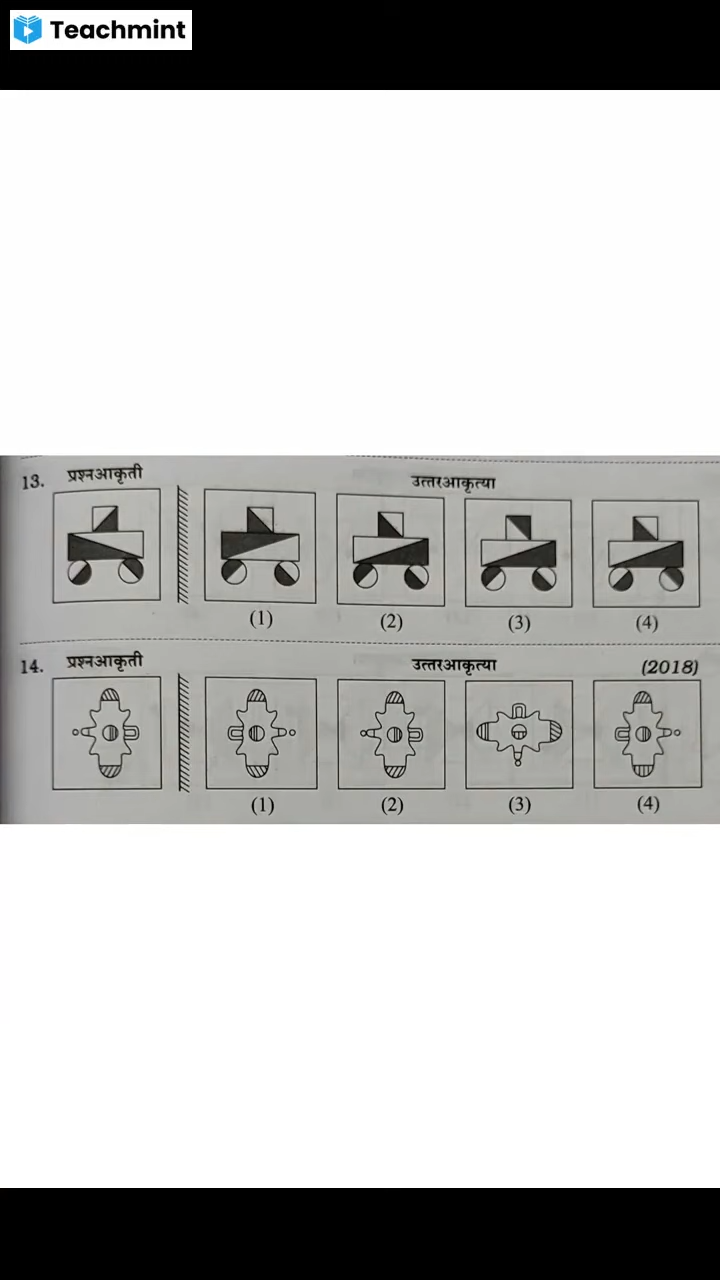 Teachmint
13. प्रश्नआकृती उत्तरआकृत्या
(1) (2) (3) (4)
14. प्रश्नआकृती उत्तरआकृत्या (2018)
(1) (2) (3) (4)